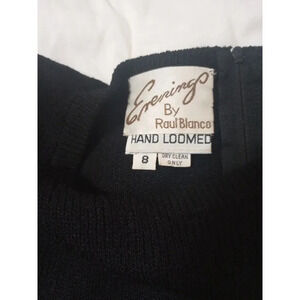 Evenings
By
Raul Blanco
HAND LOOMED
8
DRY CLEAN
ONLY